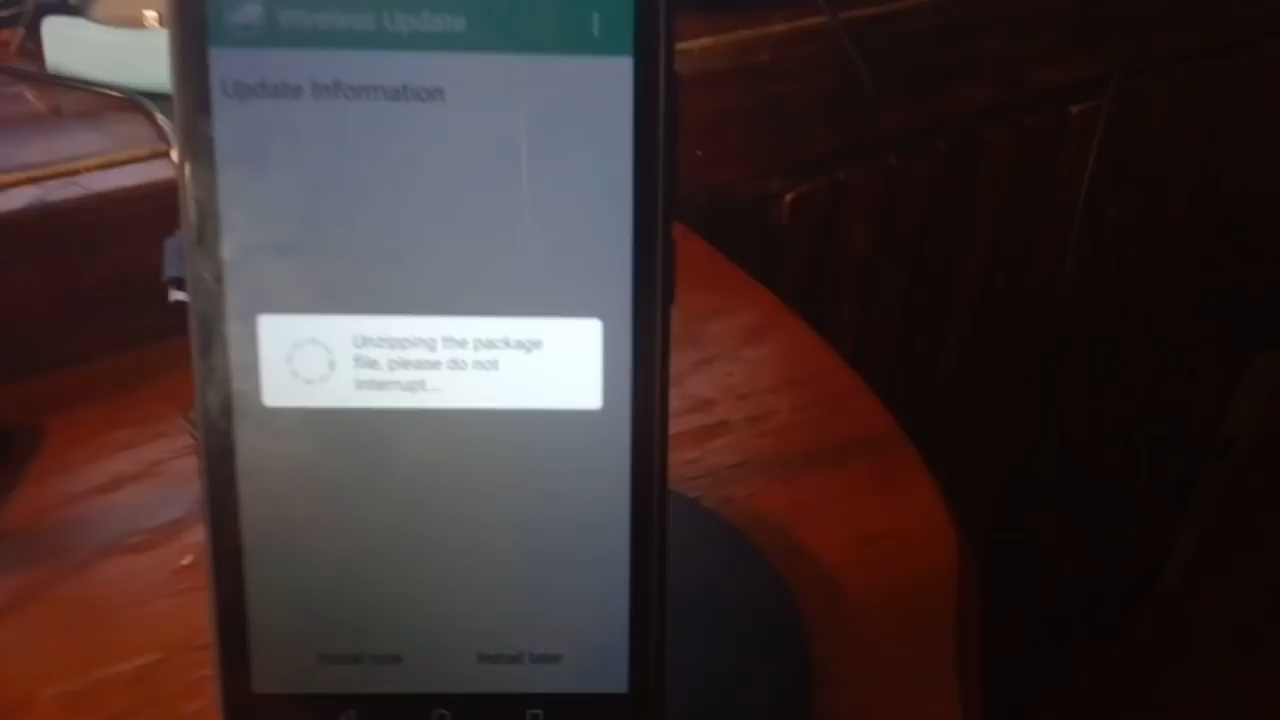 Wireless Update
Update Information
Unzipping the package
file, please do not
interrupt...
Install now
Install later